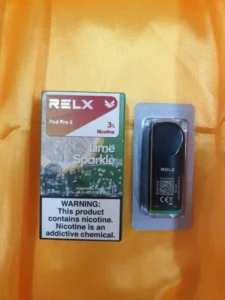 RELX
Pod Pro 2
3%
Nicotine
Lime
Sparkle
WARNING:
This product
contains nicotine.
Nicotine is an
addictive chemical.
RELX